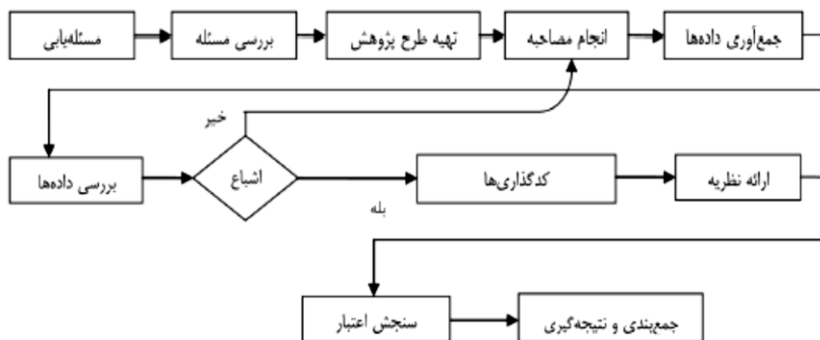 مسئله‌یابی
بررسی مسئله
تهیه طرح پژوهش
انجام مصاحبه
جمع‌آوری داده‌ها
خیر
بررسی داده‌ها
اشباع
کدگذاری‌ها
ارائه نظریه
بله
سنجش اعتبار
جمع‌بندی و نتیجه‌گیری